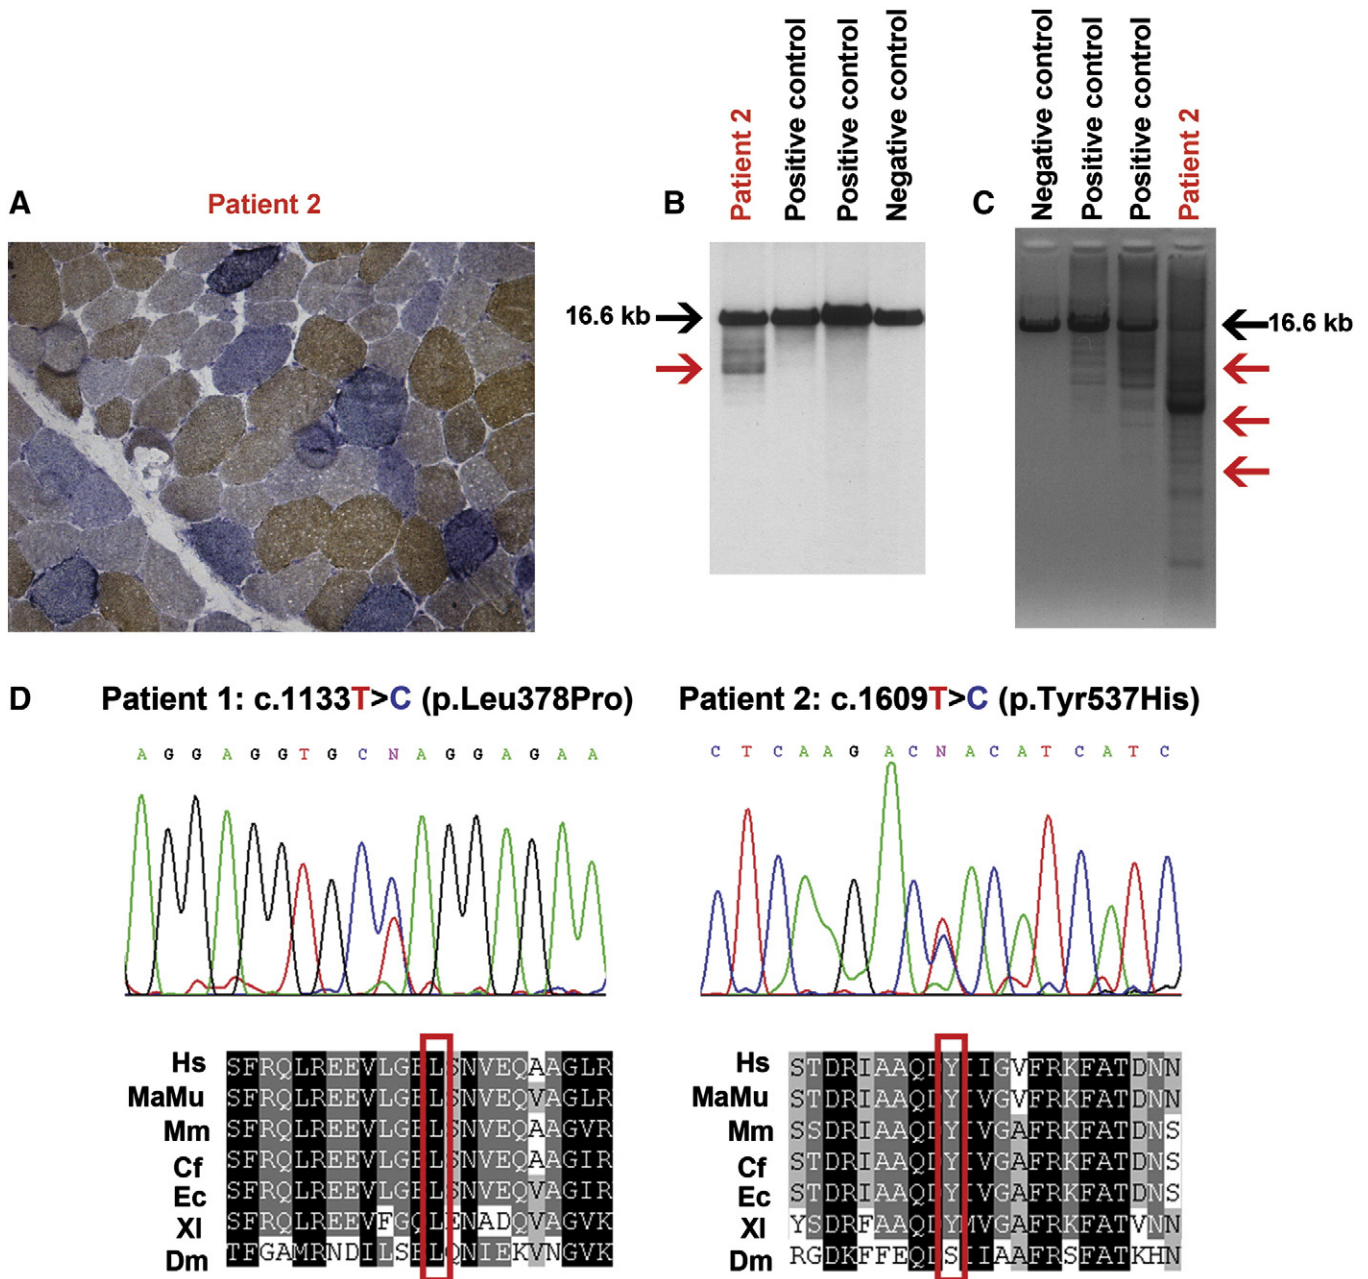 A
Patient 2
B
Patient 2
Positive control
Positive control
Negative control
C
Negative control
Positive control
Positive control
Patient 2
16.6 kb
16.6 kb
D
Patient 1: c.1133T>C (p.Leu378Pro)
Patient 2: c.1609T>C (p.Tyr537His)
A G G A G G T G C N A G G A G A A
C T C A A G A C N A C A T C A T C
Hs SFRQLREEVLGELSNVEQAAGLR
MaMu SFRQLREEVLGELSNVEQVAGLR
Mm SFRQLREEVLGELSNVEQAAGVR
Cf SFRQLREEVLGELSNVEQAAGIR
Ec SFRQLREEVLGELSNVEQVAGIR
Xl SFRQLREEVFGQLENADQVAGVK
Dm TFGAMRNDILSELQNIEKVNGVK
Hs STDRIAAQDYIIGVFRKFATDNN
MaMu STDRIAAQDYIVGVFRKFATDNN
Mm SSDRIAAQDYIVGAFRKFATDNS
Cf STDRIAAQDYIVGAFRKFATDNS
Ec STDRIAAQDYIVGAFRKFATDNS
Xl YSDRFAAQDYMVGAFRKFATVNN
Dm RGDKFFEQDSIIAAFRSFATKHN